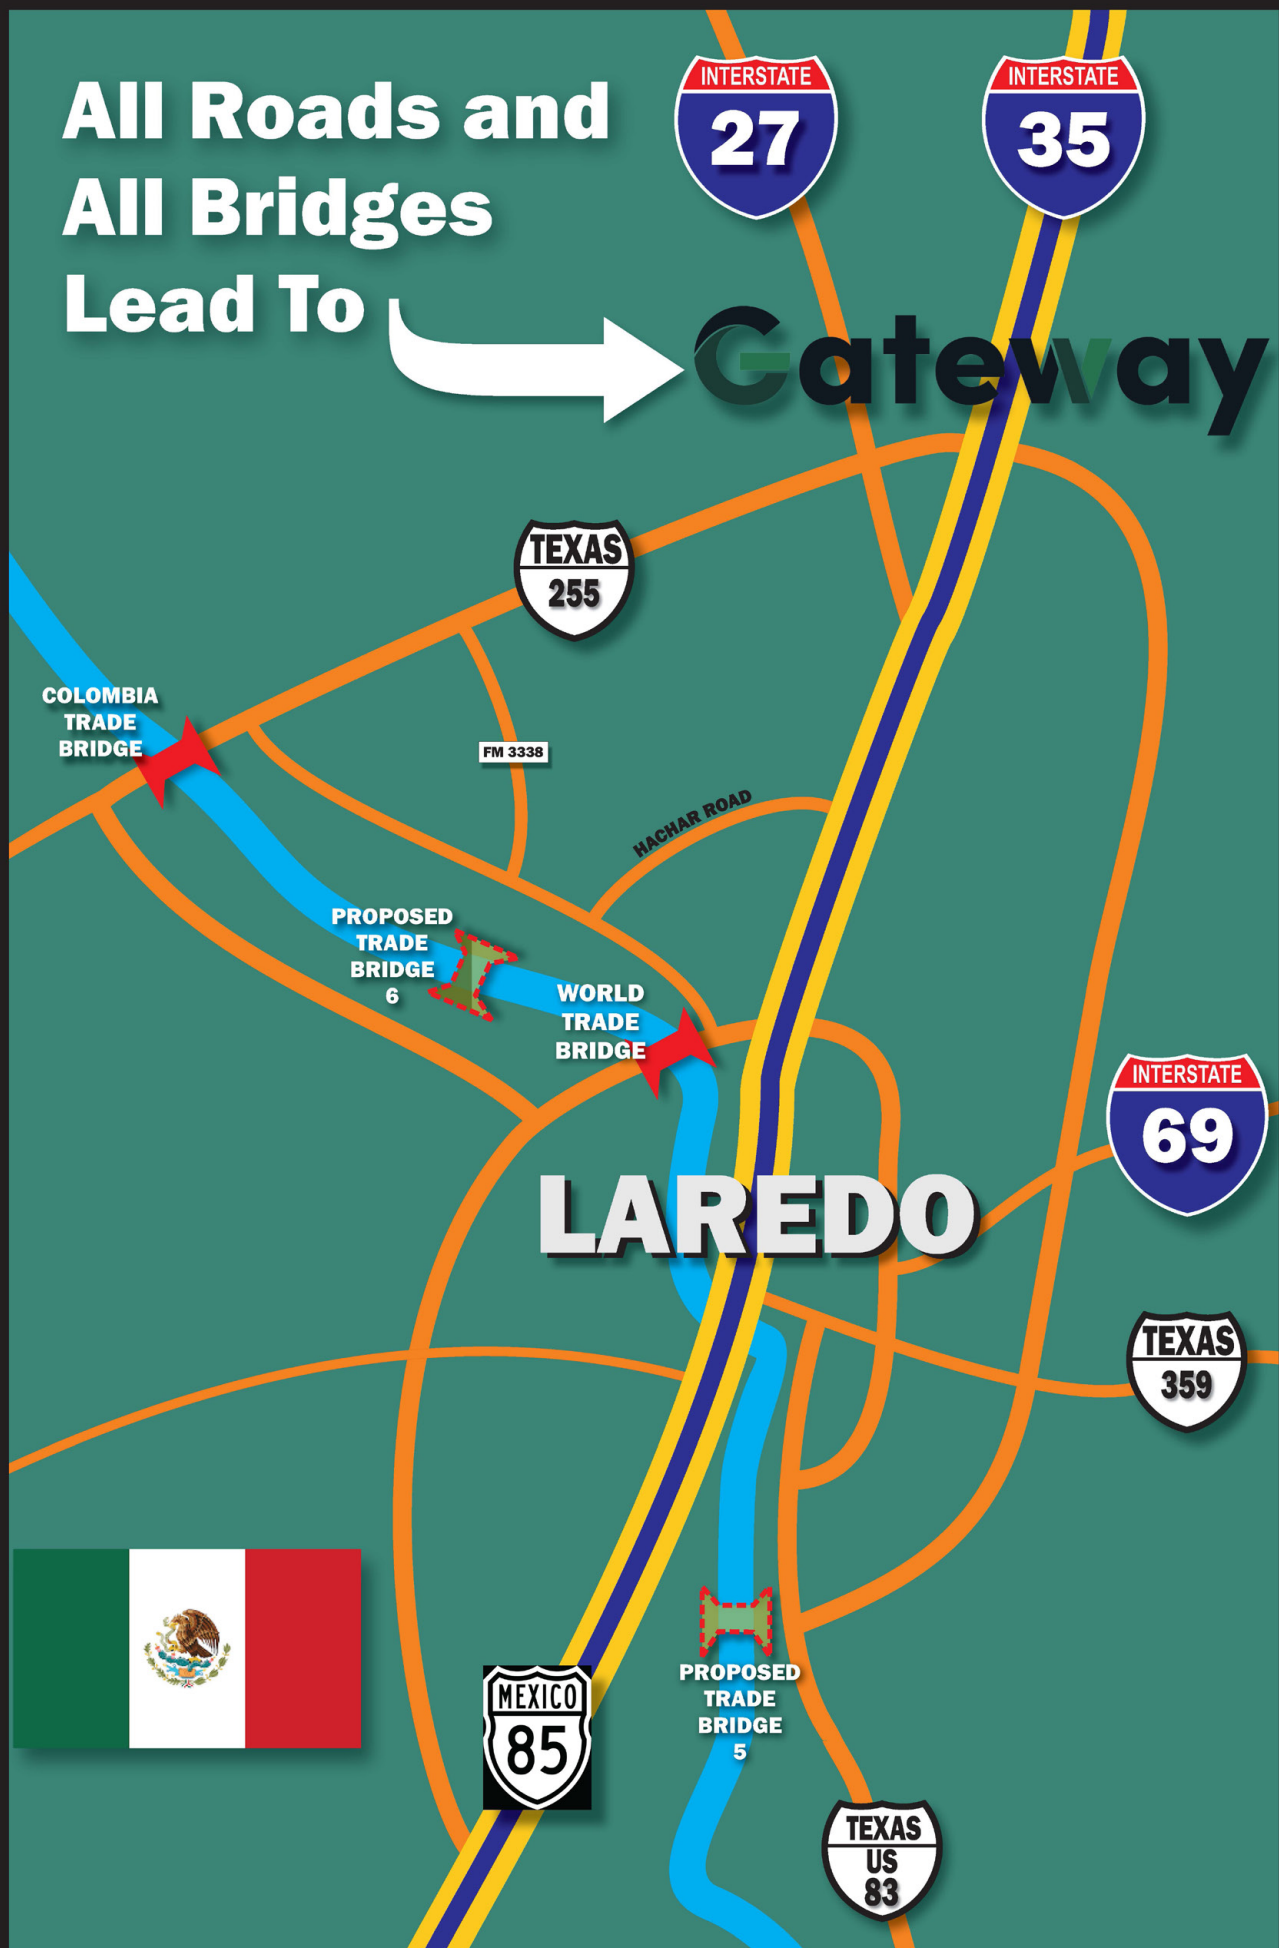 All Roads and
All Bridges
Lead To
INTERSTATE
27
INTERSTATE
35
Gateway
TEXAS
255
COLOMBIA
TRADE
BRIDGE
FM 3338
HACHAR ROAD
PROPOSED
TRADE
BRIDGE
6
WORLD
TRADE
BRIDGE
INTERSTATE
69
LAREDO
TEXAS
359
PROPOSED
TRADE
BRIDGE
5
MEXICO
85
TEXAS
US
83